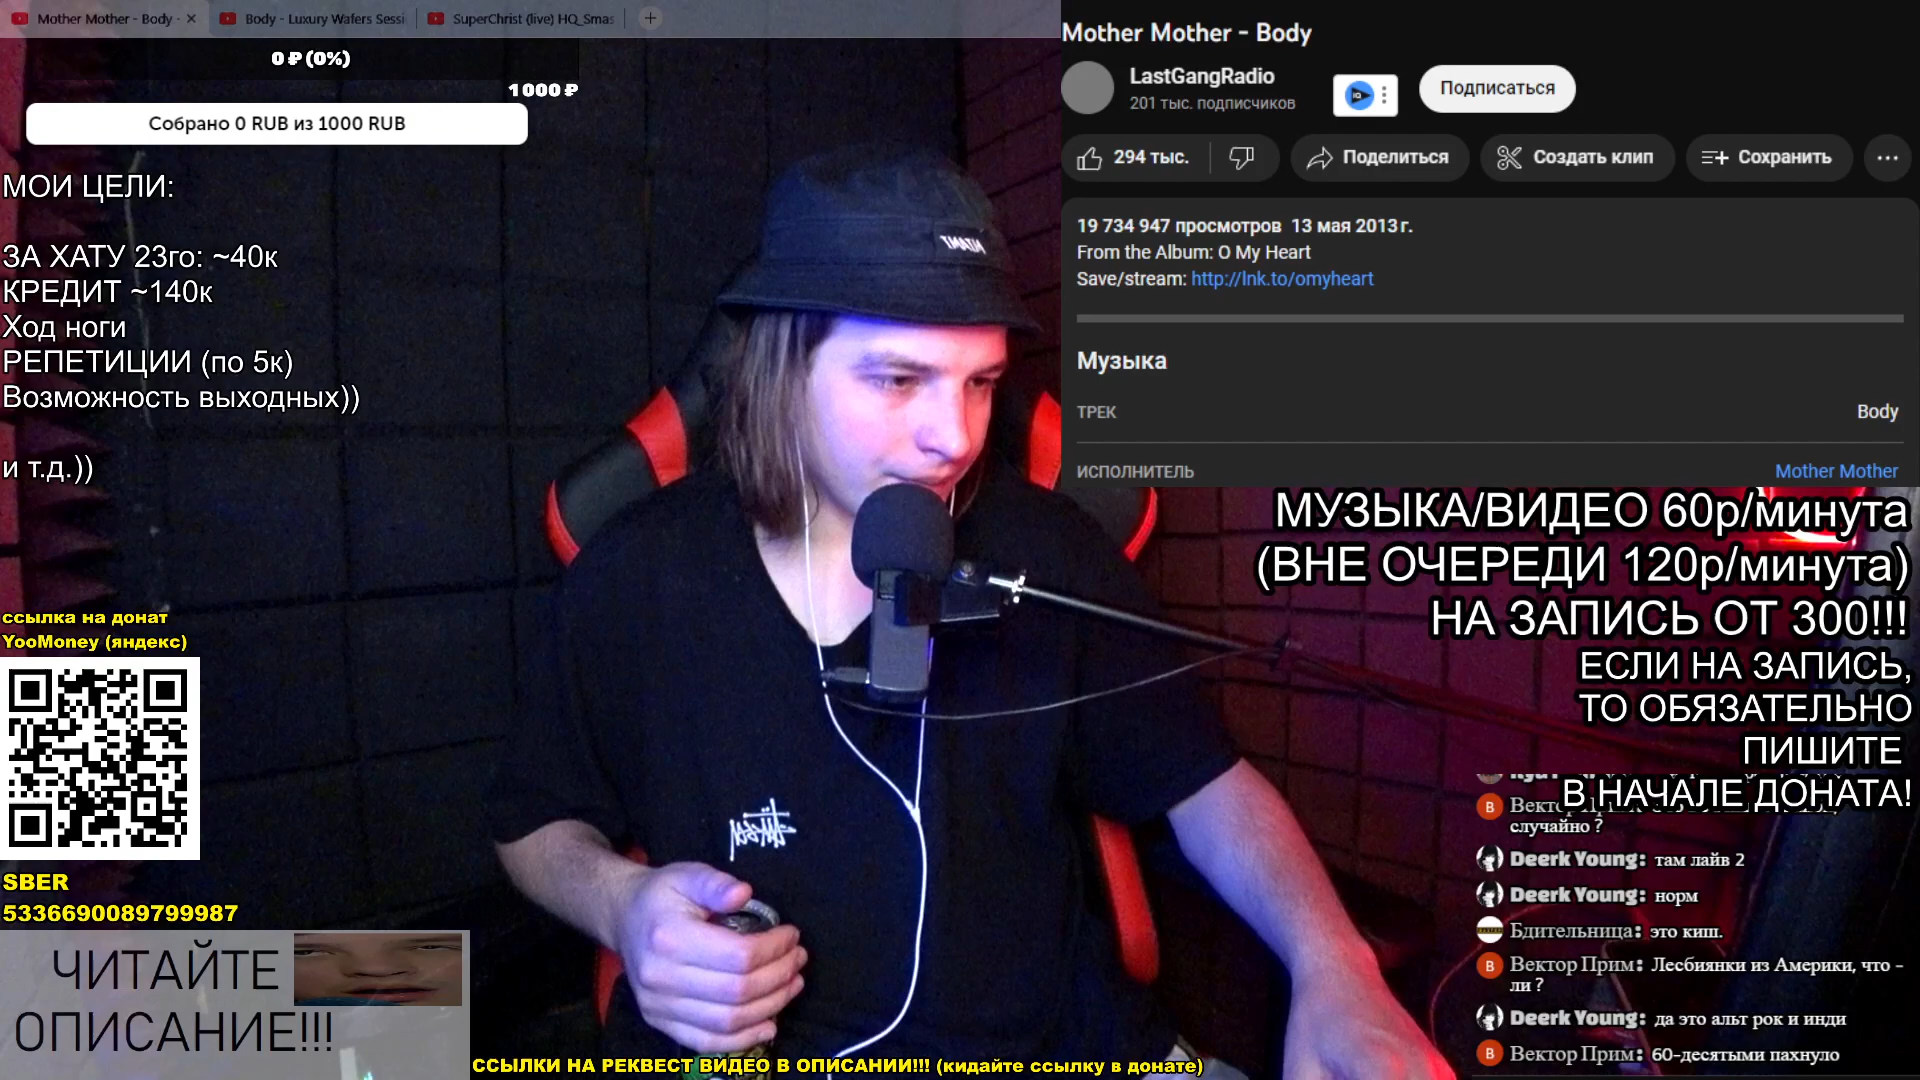 Mother Mother - Body -
Body - Luxury Wafers Sessi
SuperChrist (live) HQ_Smas
0 ₽ (0%)
1000 ₽
Собрано 0 RUB из 1000 RUB
МОИ ЦЕЛИ:
ЗА ХАТУ 23го: ~40к
КРЕДИТ ~140к
Ход ноги
РЕПЕТИЦИИ (по 5к)
Возможность выходных))
и т.д.))
ссылка на донат
YooMoney (яндекс)
SBER
5336690089799987
ЧИТАЙТЕ
ОПИСАНИЕ!!!
ССЫЛКИ НА РЕКВЕСТ ВИДЕО В ОПИСАНИИ!!! (кидайте ссылку в донате)
Mother Mother - Body
LastGangRadio
201 тыс. подписчиков
Подписаться
294 тыс.
Поделиться
Создать клип
Сохранить
19 734 947 просмотров 13 мая 2013 г.
From the Album: O My Heart
Save/stream: http://lnk.to/omyheart
Музыка
ТРЕК
Body
ИСПОЛНИТЕЛЬ
Mother Mother
МУЗЫКА/ВИДЕО 60р/минута
(ВНЕ ОЧЕРЕДИ 120р/минута)
НА ЗАПИСЬ ОТ 300!!!
ЕСЛИ НА ЗАПИСЬ,
ТО ОБЯЗАТЕЛЬНО
ПИШИТЕ
В НАЧАЛЕ ДОНАТА!
случайно ?
Deerk Young: там лайв 2
Deerk Young: норм
Бдительница: это киш.
Вектор Прим: Лесбиянки из Америки, что -
ли ?
Deerk Young: да это альт рок и инди
Вектор Прим: 60-десятыми пахнуло